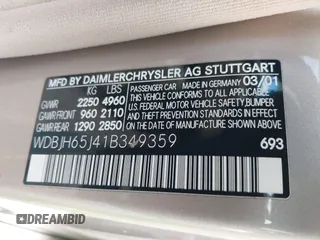 MFD BY DAIMLERCHRYSLER AG STUTTGART
PASSENGER CAR MADE IN GERMANY 03/01
KG LBS
GVWR 2250 4960
GAWR FRONT 960 2110
GAWR REAR 1290 2850
THIS VEHICLE CONFORMS TO ALL APPLICABLE U.S. FEDERAL MOTOR VEHICLE SAFETY, BUMPER, AND THEFT PREVENTION STANDARDS IN EFFECT ON THE DATE OF MANUFACTURE SHOWN ABOVE
WDBJH65J41B349359
693
DREAMBID
DREAMBID